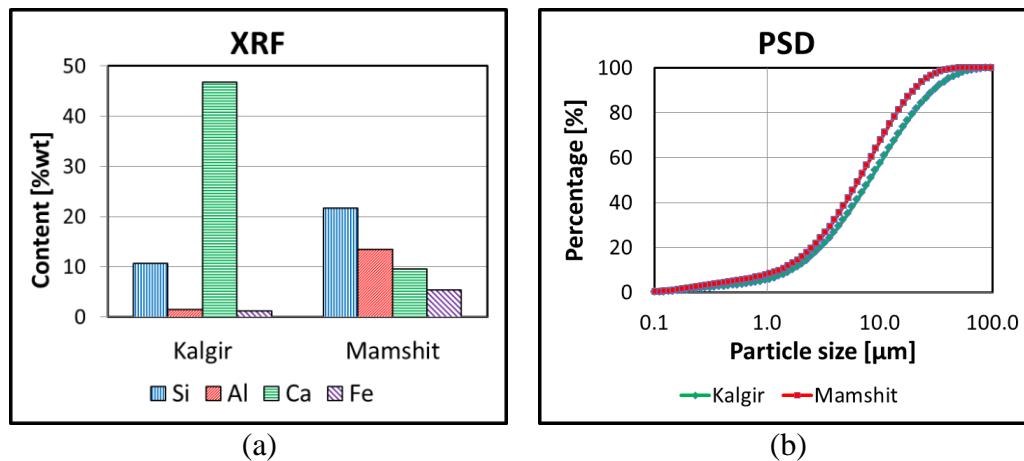 XRF
Content [%wt]
50
40
30
20
10
0
Kalgir Mamshit
Si Al Ca Fe
(a)
PSD
Percentage [%]
100
80
60
40
20
0
0.1 1.0 10.0 100.0
Particle size [µm]
Kalgir Mamshit
(b)